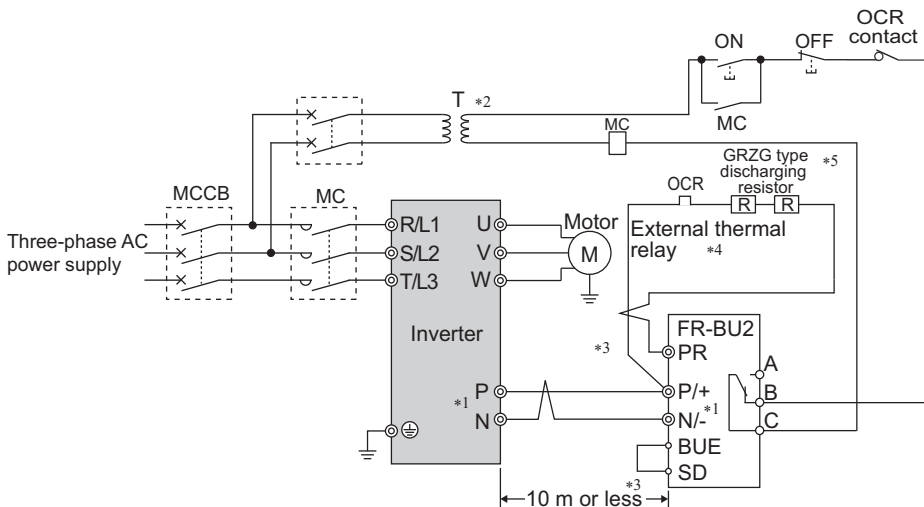 ON
OFF
OCR
contact
T *2
MC
MC
GRZG type
discharging
resistor
*5
OCR
R
R
MCCB
MC
External thermal
relay *4
Three-phase AC
power supply
R/L1
S/L2
T/L3
U
V
W
Motor
M
Inverter
FR-BU2
*3
PR
A
*1
P
P/+
B
N
N/-
*1
C
BUE
SD
*3
10 m or less